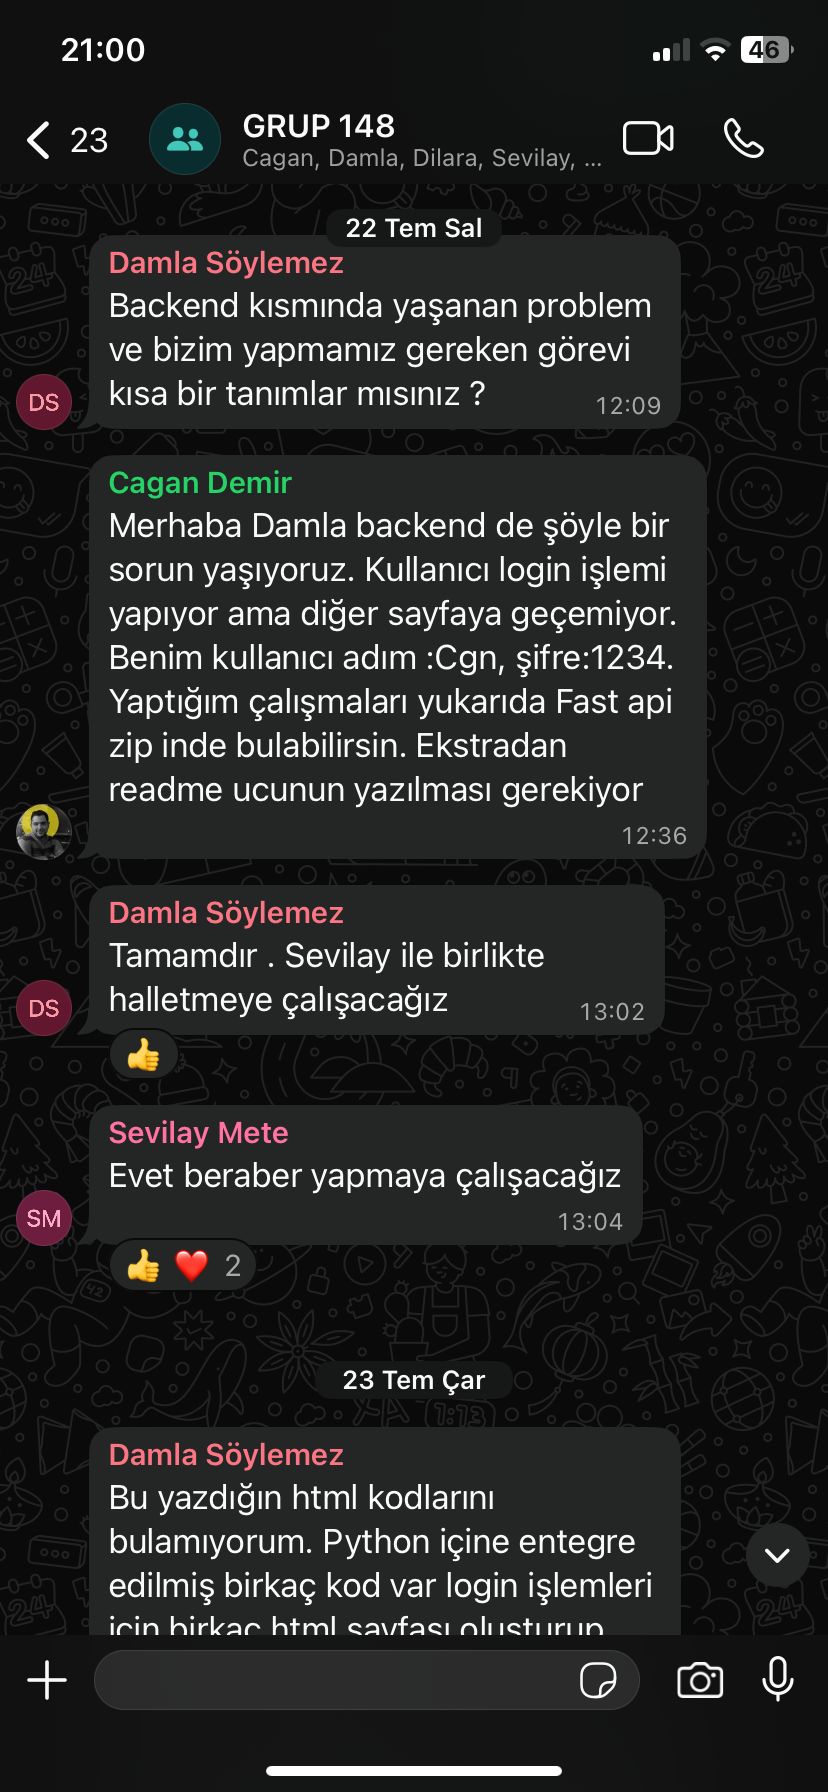 21:00
46
23
GRUP 148
Cagan, Damla, Dilara, Sevilay, ...
22 Tem Sal
Damla Söylemez
Backend kısmında yaşanan problem
ve bizim yapmamız gereken görevi
kısa bir tanımlar mısınız ?
12:09
DS
Cagan Demir
Merhaba Damla backend de şöyle bir
sorun yaşıyoruz. Kullanıcı login işlemi
yapıyor ama diğer sayfaya geçemiyor.
Benim kullanıcı adım :Cgn, şifre:1234.
Yaptığım çalışmaları yukarıda Fast api
zip inde bulabilirsin. Ekstradan
readme ucunun yazılması gerekiyor
12:36
Damla Söylemez
Tamamdır . Sevilay ile birlikte
halletmeye çalışacağız
13:02
DS
👍
Sevilay Mete
Evet beraber yapmaya çalışacağız
13:04
SM
👍 ❤️ 2
23 Tem Çar
Damla Söylemez
Bu yazdığın html kodlarını
bulamıyorum. Python içine entegre
edilmiş birkaç kod var login işlemleri
için birkaç html sayfası oluşturup